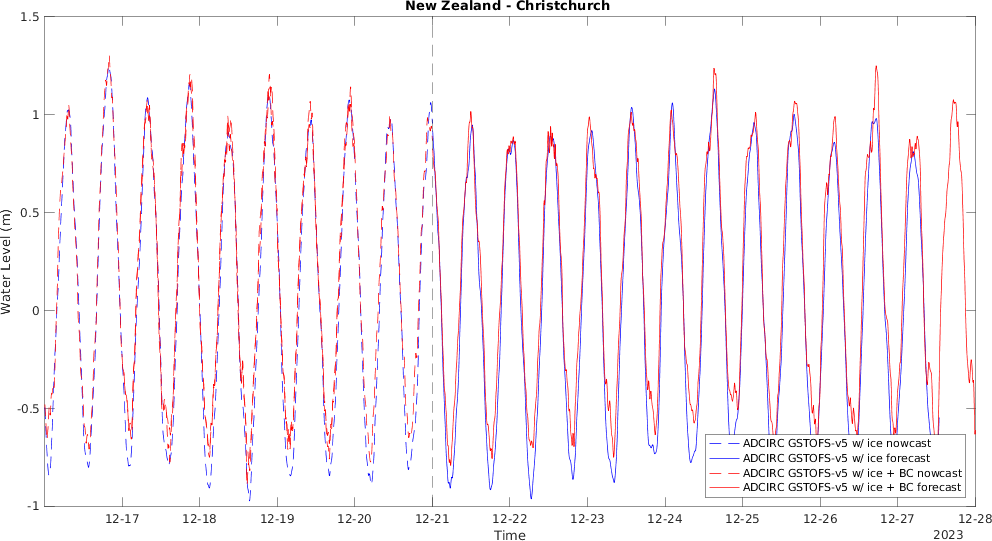 New Zealand - Christchurch
1.5
1
0.5
0
-0.5
-1
Water Level (m)
12-17 12-18 12-19 12-20 12-21 12-22 12-23 12-24 12-25 12-26 12-27 12-28
Time
2023
ADCIRC GSTOFS-v5 w/ ice nowcast
ADCIRC GSTOFS-v5 w/ ice forecast
ADCIRC GSTOFS-v5 w/ ice + BC nowcast
ADCIRC GSTOFS-v5 w/ ice + BC forecast